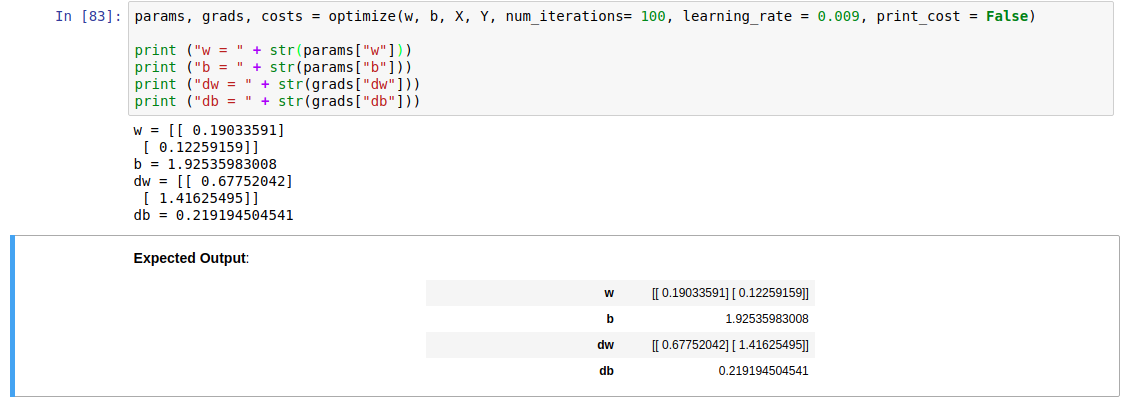 In [83]: params, grads, costs = optimize(w, b, X, Y, num_iterations= 100, learning_rate = 0.009, print_cost = False)
print ("w = " + str(params["w"]))
print ("b = " + str(params["b"]))
print ("dw = " + str(grads["dw"]))
print ("db = " + str(grads["db"]))
w = [[ 0.19033591]
 [ 0.12259159]]
b = 1.92535983008
dw = [[ 0.67752042]
 [ 1.41625495]]
db = 0.219194504541
Expected Output:
w [[ 0.19033591] [ 0.12259159]]
b 1.92535983008
dw [[ 0.67752042] [ 1.41625495]]
db 0.219194504541